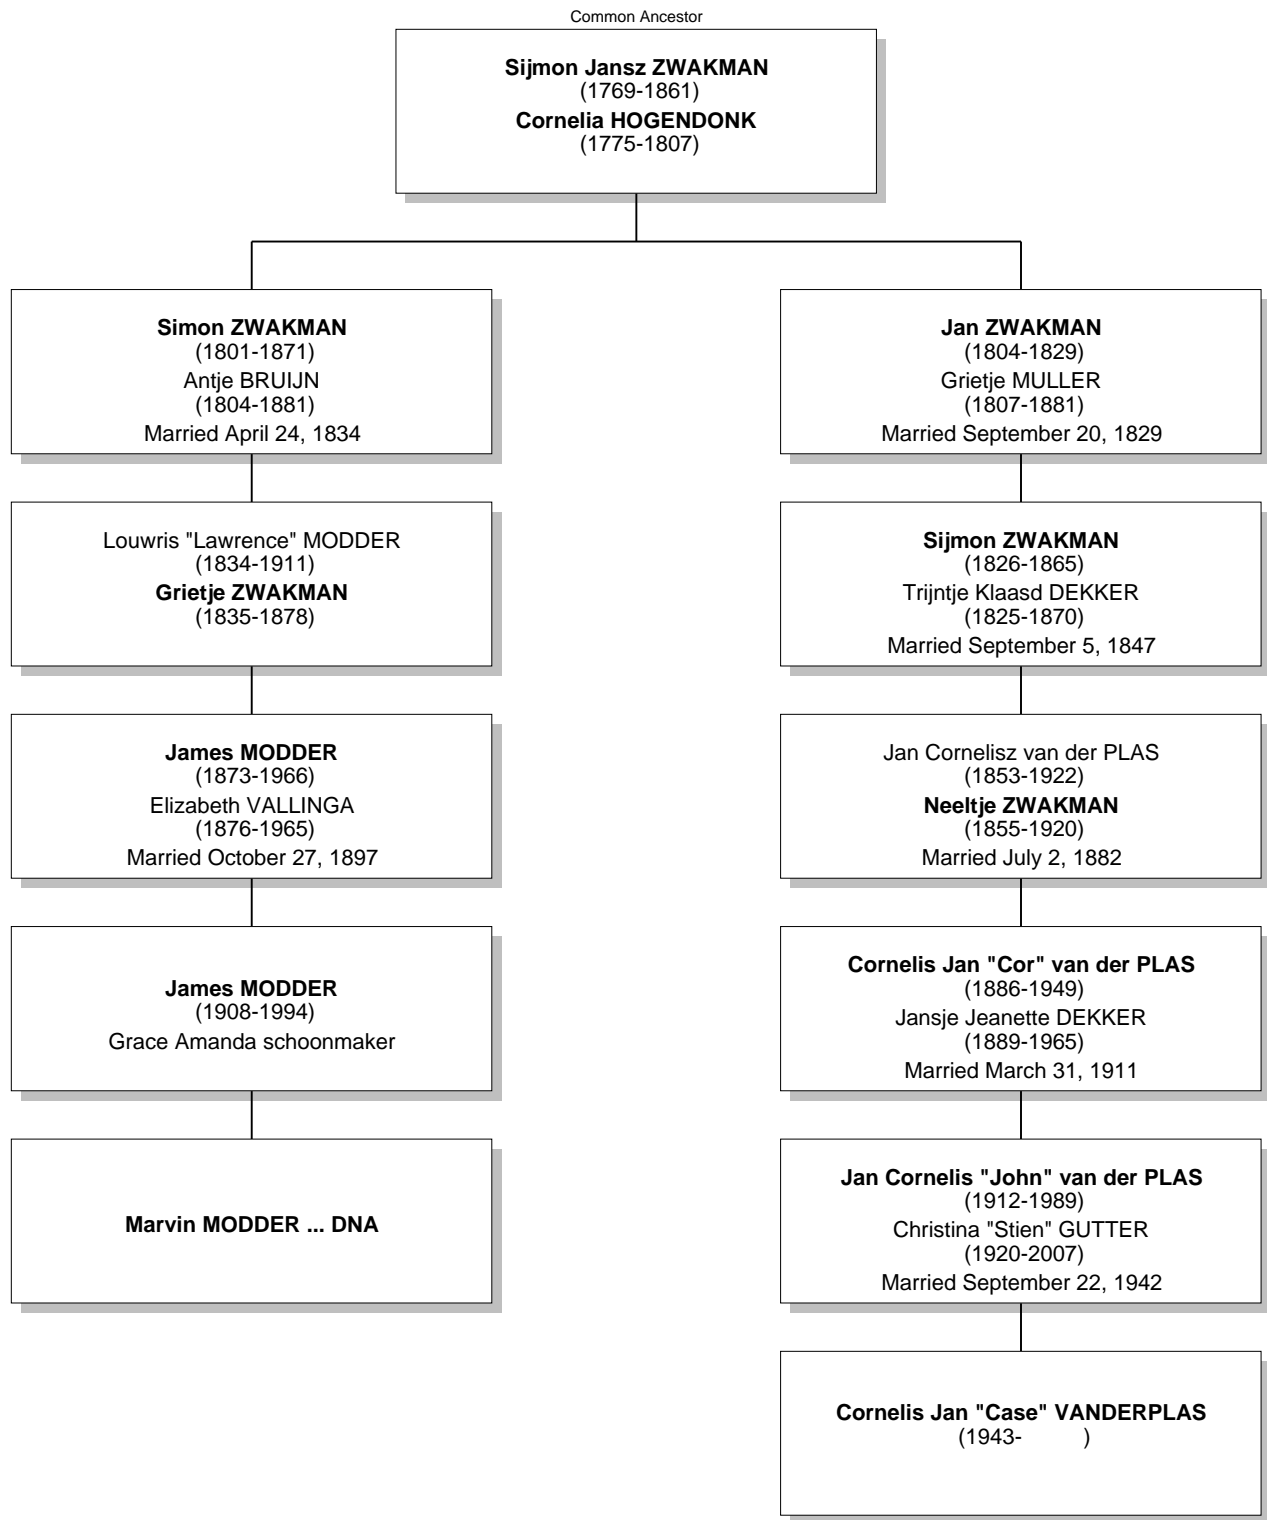 Common Ancestor
Sijmon Jansz ZWAKMAN
(1769-1861)
Cornelia HOGENDONK
(1775-1807)
Simon ZWAKMAN
(1801-1871)
Antje BRUIJN
(1804-1881)
Married April 24, 1834
Jan ZWAKMAN
(1804-1829)
Grietje MULLER
(1807-1881)
Married September 20, 1829
Louwris "Lawrence" MODDER
(1834-1911)
Grietje ZWAKMAN
(1835-1878)
Sijmon ZWAKMAN
(1826-1865)
Trijntje Klaasd DEKKER
(1825-1870)
Married September 5, 1847
James MODDER
(1873-1966)
Elizabeth VALLINGA
(1876-1965)
Married October 27, 1897
Jan Cornelisz van der PLAS
(1853-1922)
Neeltje ZWAKMAN
(1855-1920)
Married July 2, 1882
James MODDER
(1908-1994)
Grace Amanda schoonmaker
Cornelis Jan "Cor" van der PLAS
(1886-1949)
Jansje Jeanette DEKKER
(1889-1965)
Married March 31, 1911
Marvin MODDER ... DNA
Jan Cornelis "John" van der PLAS
(1912-1989)
Christina "Stien" GUTTER
(1920-2007)
Married September 22, 1942
Cornelis Jan "Case" VANDERPLAS
(1943- )